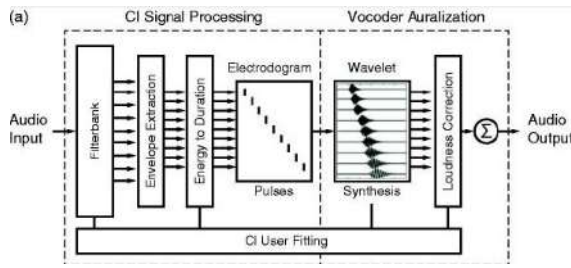 (a)
CI Signal Processing
Vocoder Auralization
Audio
Input
Filterbank
Envelope Extraction
Energy to Duration
Electrodogram
Pulses
Wavelet
Synthesis
Loudness Correction
Σ
Audio
Output
CI User Fitting